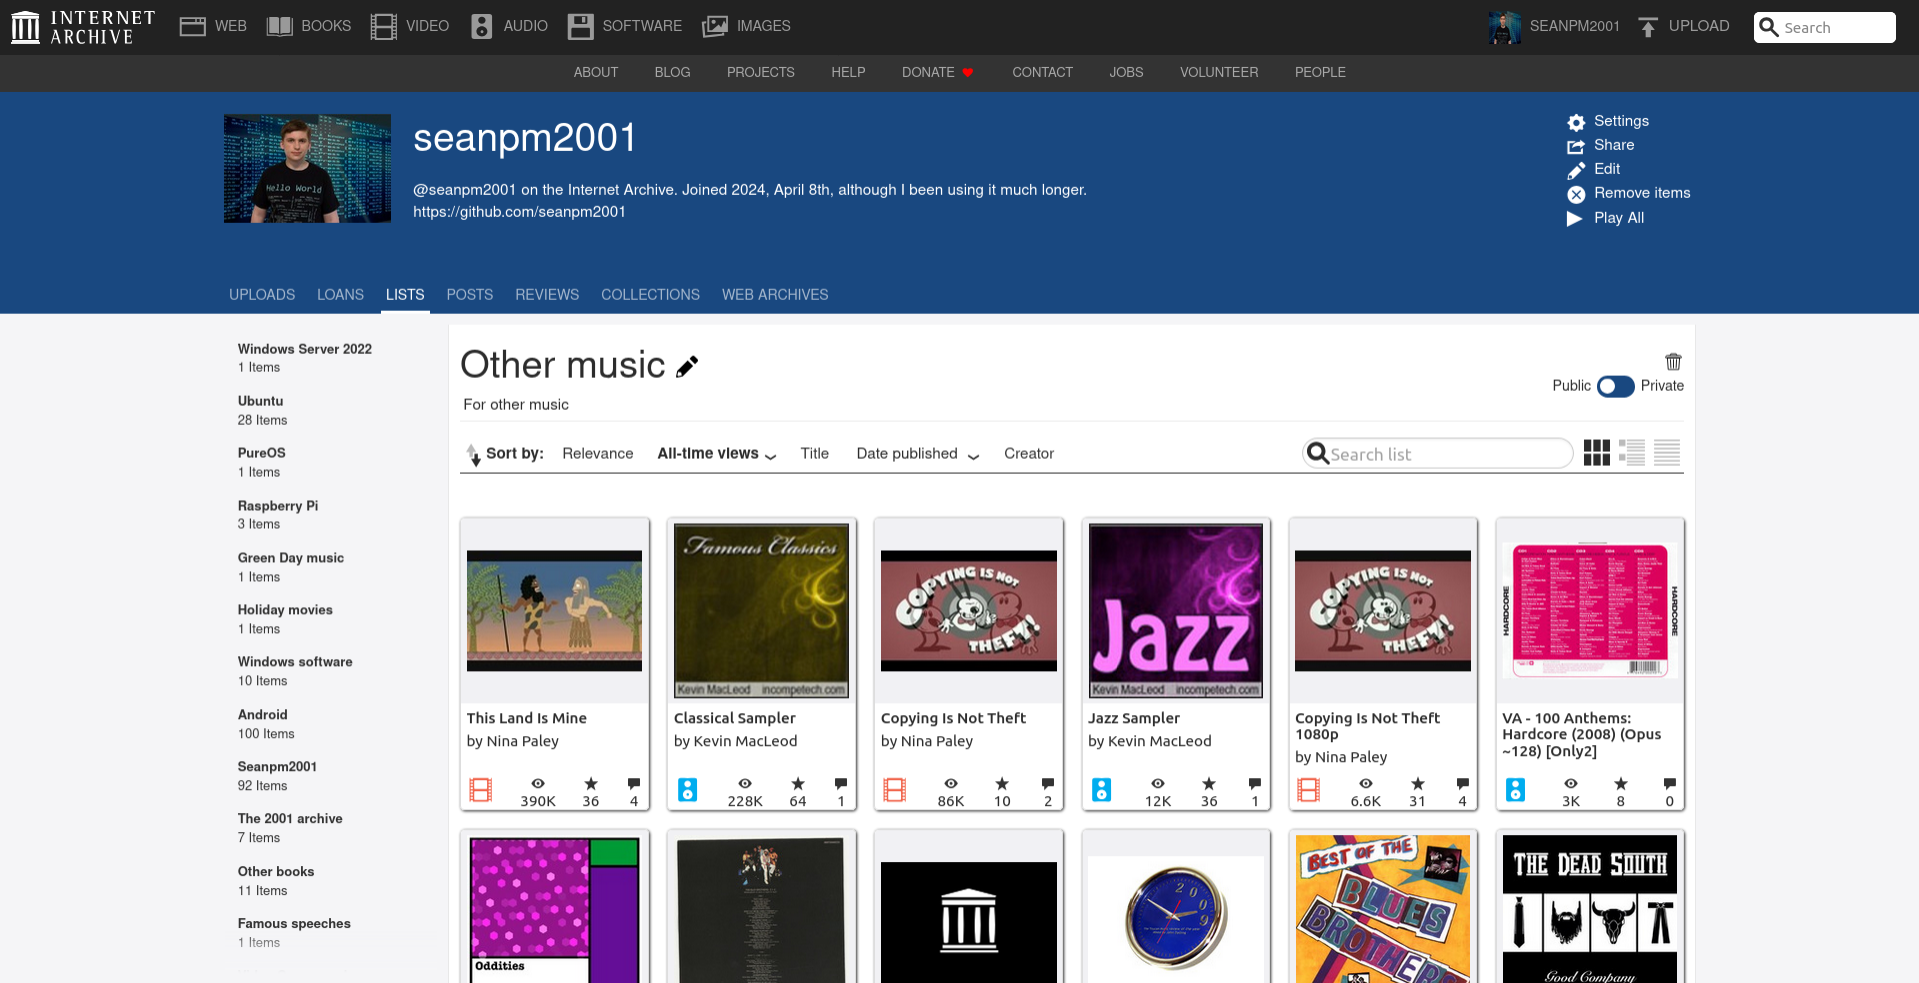 INTERNET ARCHIVE
WEB
BOOKS
VIDEO
AUDIO
SOFTWARE
IMAGES
SEANPM2001
UPLOAD
Search
ABOUT
BLOG
PROJECTS
HELP
DONATE
CONTACT
JOBS
VOLUNTEER
PEOPLE
Hello World
seanpm2001
@seanpm2001 on the Internet Archive. Joined 2024, April 8th, although I been using it much longer.
https://github.com/seanpm2001
Settings
Share
Edit
Remove items
Play All
UPLOADS
LOANS
LISTS
POSTS
REVIEWS
COLLECTIONS
WEB ARCHIVES
Windows Server 2022
1 Items
Ubuntu
28 Items
PureOS
1 Items
Raspberry Pi
3 Items
Green Day music
1 Items
Holiday movies
1 Items
Windows software
10 Items
Android
100 Items
Seanpm2001
92 Items
The 2001 archive
7 Items
Other books
11 Items
Famous speeches
1 Items
Other music
For other music
Public
Private
Sort by:
Relevance
All-time views
Title
Date published
Creator
Search list
This Land Is Mine
by Nina Paley
390K
36
4
Famous Classics
Kevin MacLeod incompetech.com
Classical Sampler
by Kevin MacLeod
228K
64
1
COPYING IS NOT THEFT!
Copying Is Not Theft
by Nina Paley
86K
10
2
Jazz
Kevin MacLeod incompetech.com
Jazz Sampler
by Kevin MacLeod
12K
36
1
COPYING IS NOT THEFT!
Copying Is Not Theft
1080p
by Nina Paley
6.6K
31
4
HARDCORE
HARDCORE
VA - 100 Anthems:
Hardcore (2008) (Opus
~128) [Only2]
3K
8
0
Oddities
2009
BEST OF THE
BLUES
BROTHERS
THE DEAD SOUTH
Good Company